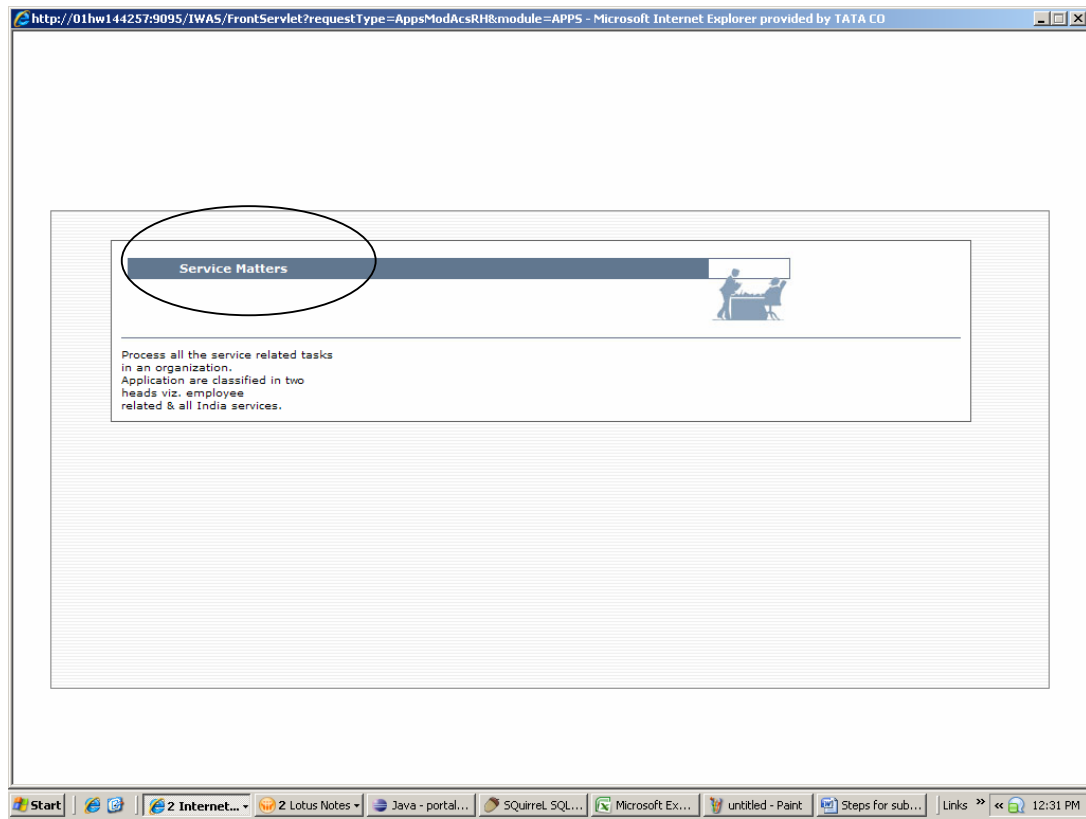 http://01hw144257:9095/IWAS/FrontServlet?requestType=AppsModAcsRH&module=APPS - Microsoft Internet Explorer provided by TATA CO
Service Matters
Process all the service related tasks
in an organization.
Application are classified in two
heads viz. employee
related & all India services.
Start 2 Internet... 2 Lotus Notes Java - portal... SQuirreL SQL... Microsoft Ex... untitled - Paint Steps for sub... Links » « 12:31 PM